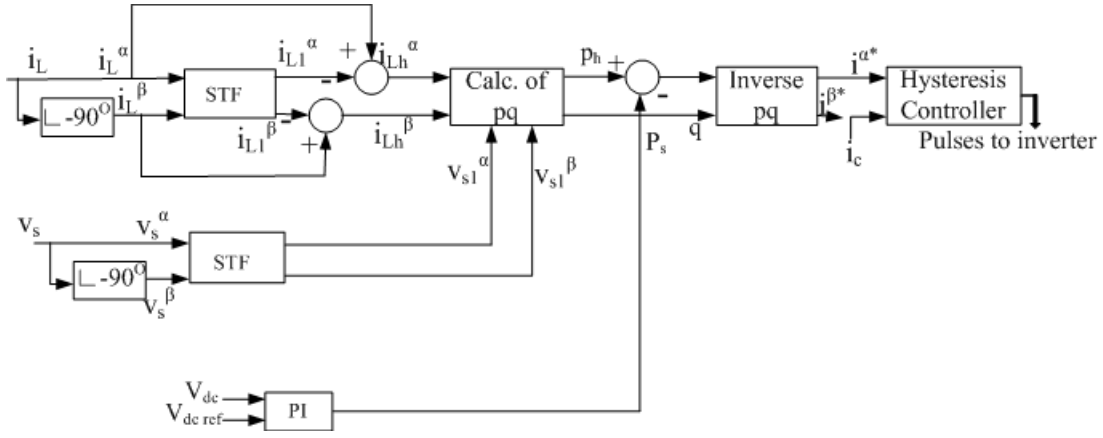 i_L
i_L^α
i_L1^α
+
-
i_Lh^α
STF
∟-90^O
i_L^β
i_L1^β
-
+
i_Lh^β
Calc. of
pq
p_h
+
-
q
P_s
Inverse
pq
i^α*
i^β*
i_c
Hysteresis
Controller
Pulses to inverter
v_s1^α
v_s1^β
v_s
v_s^α
STF
∟-90^O
v_s^β
V_dc
V_dc ref
PI